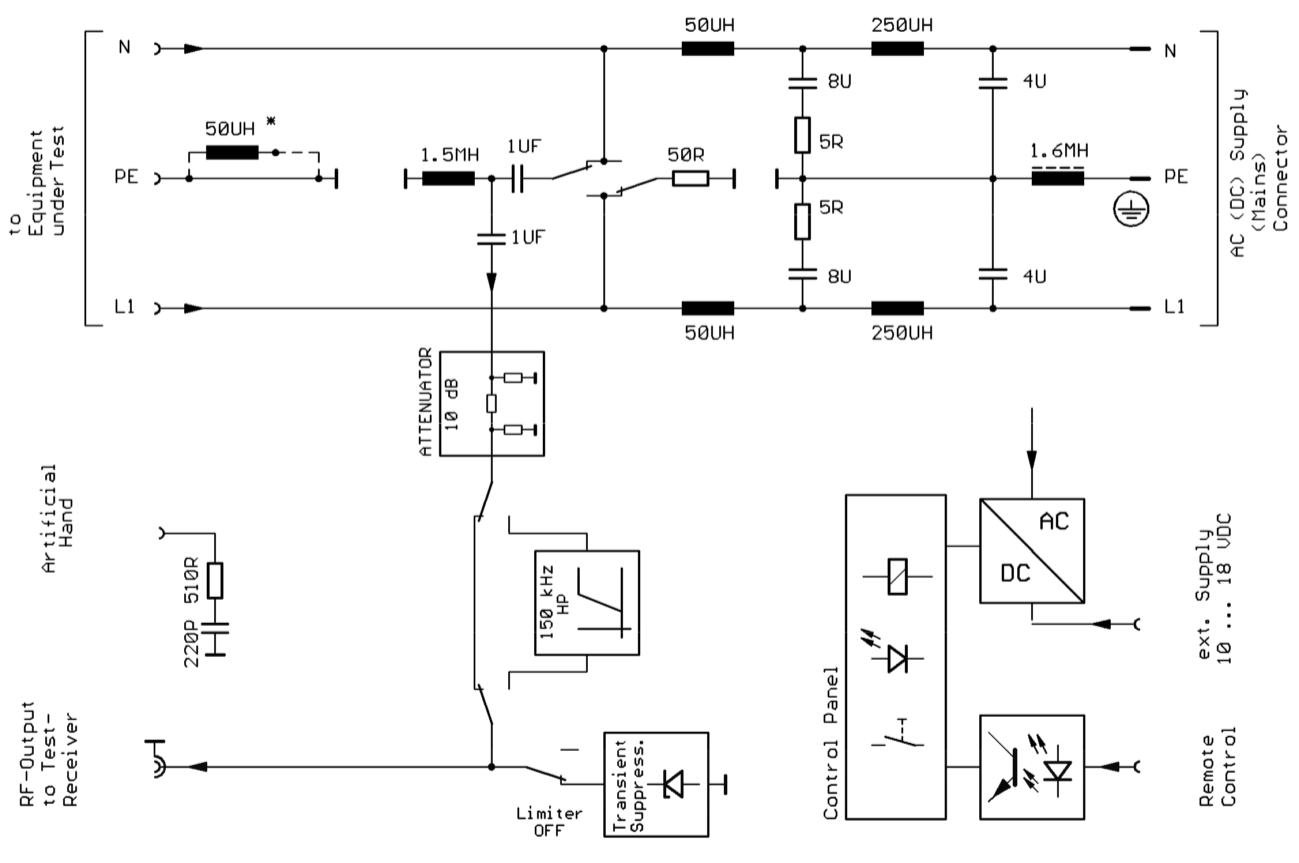 50UH
250UH
N
N
8U
4U
50UH *
1UF
5R
1.5MH
50R
1.6MH
PE
PE
to
Equipment
under Test
AC (DC) Supply
(Mains)
Connector
5R
1UF
8U
4U
L1
L1
50UH
250UH
ATTENUATOR
10 dB
Artificial
Hand
510R
220P
150 kHz
HP
AC
DC
ext. Supply
10 ... 18 VDC
Control Panel
RF-Output
to Test-
Receiver
Transient
Suppress.
Limiter
OFF
Remote
Control